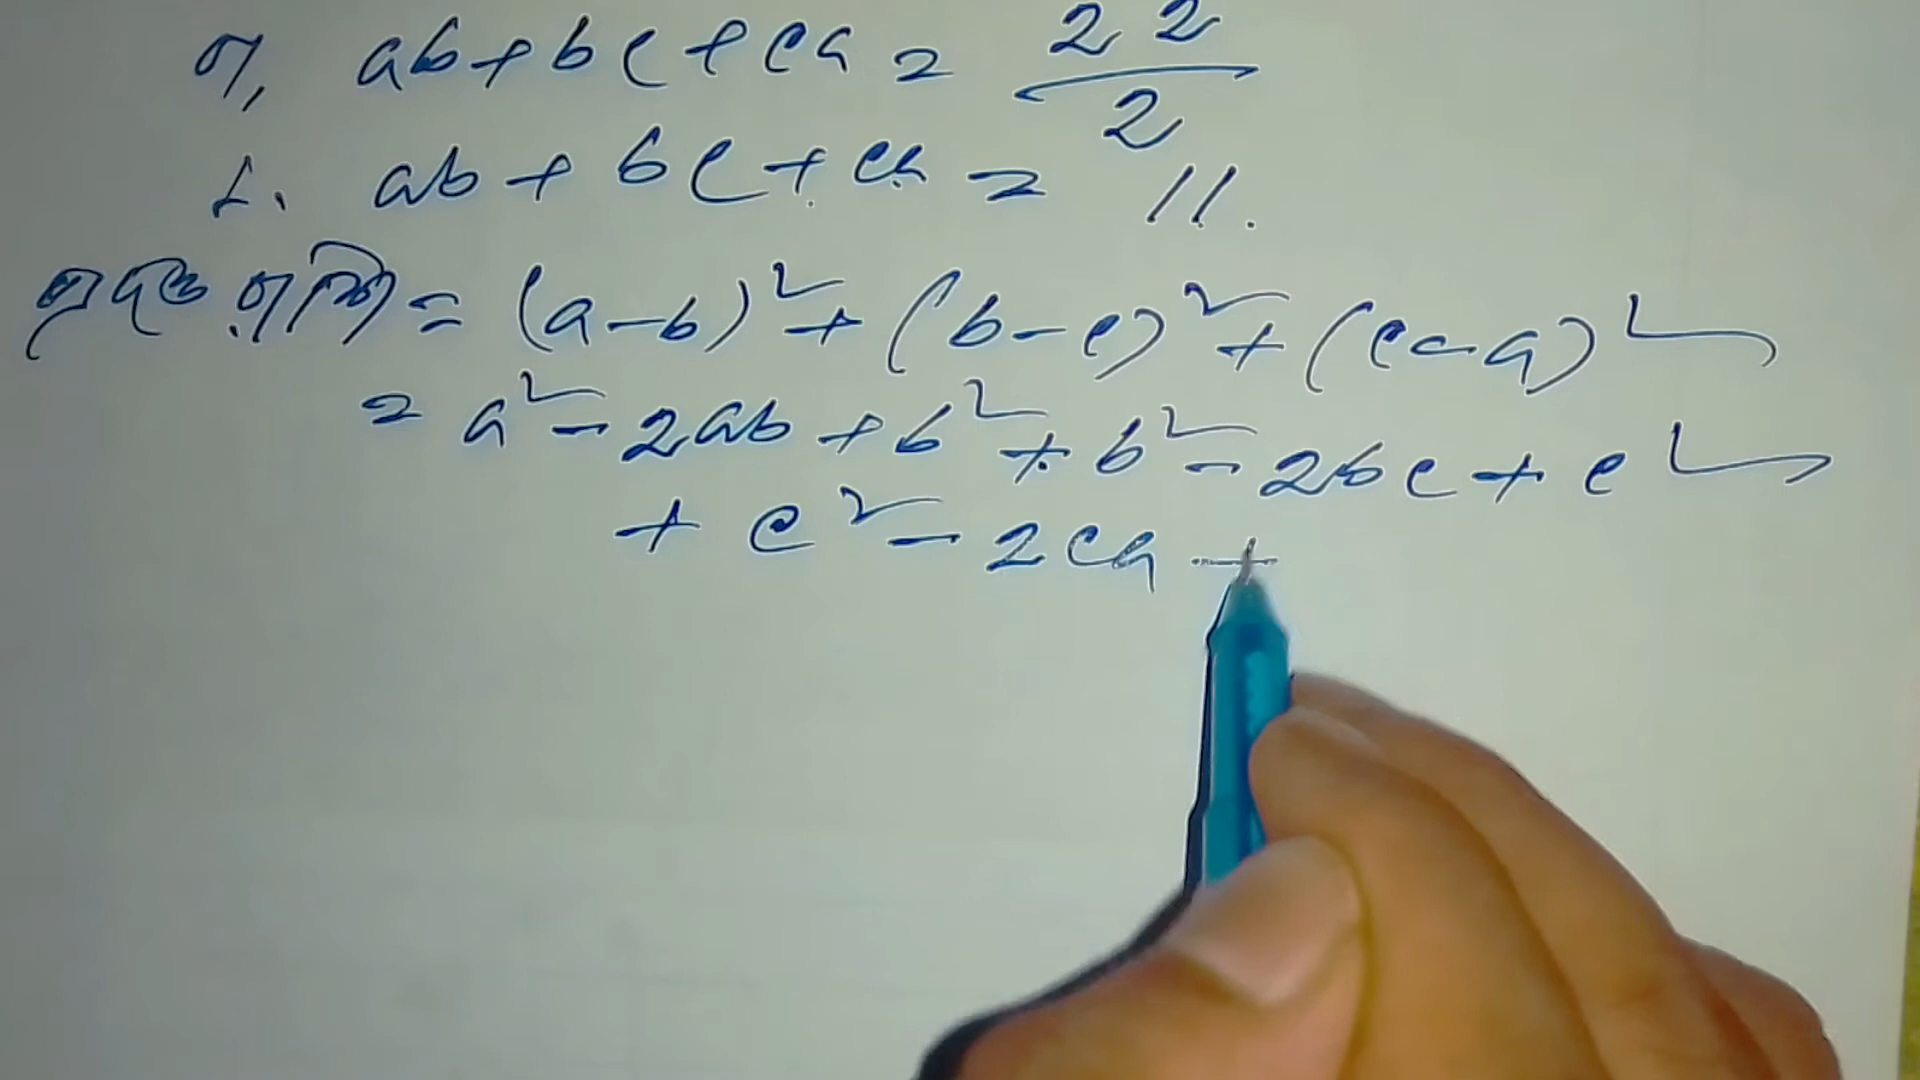 বা, ab+bc+ca = 22/2
∴ ab+bc+ca = 11.
প্রদত্ত রাশি = (a-b)²+(b-c)²+(c-a)²
= a²-2ab+b²+b²-2bc+c²
+c²-2ca+